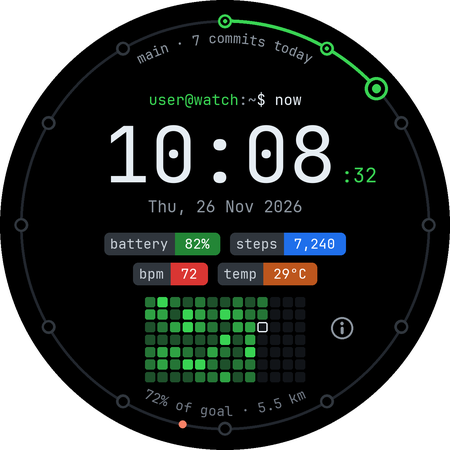 main · 7 commits today
user@watch:~$ now
10:08 :32
Thu, 26 Nov 2026
battery 82% steps 7,240
bpm 72 temp 29°C
72% of goal · 5.5 km